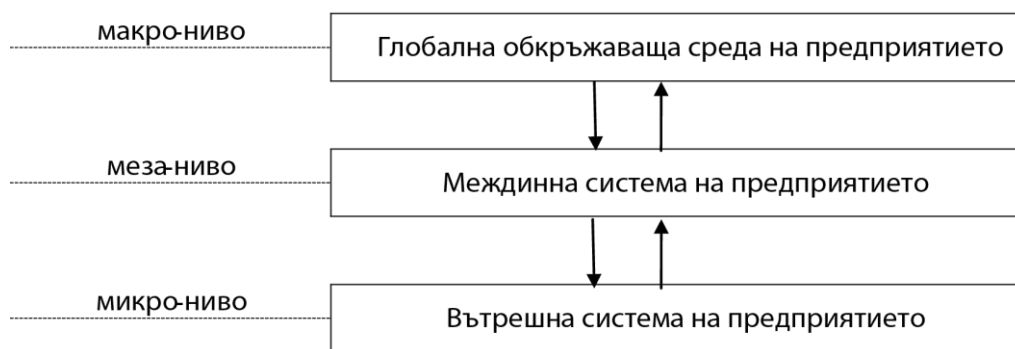 макро-ниво
Глобална обкръжаваща среда на предприятието
меза-ниво
Междинна система на предприятието
микро-ниво
Вътрешна система на предприятието